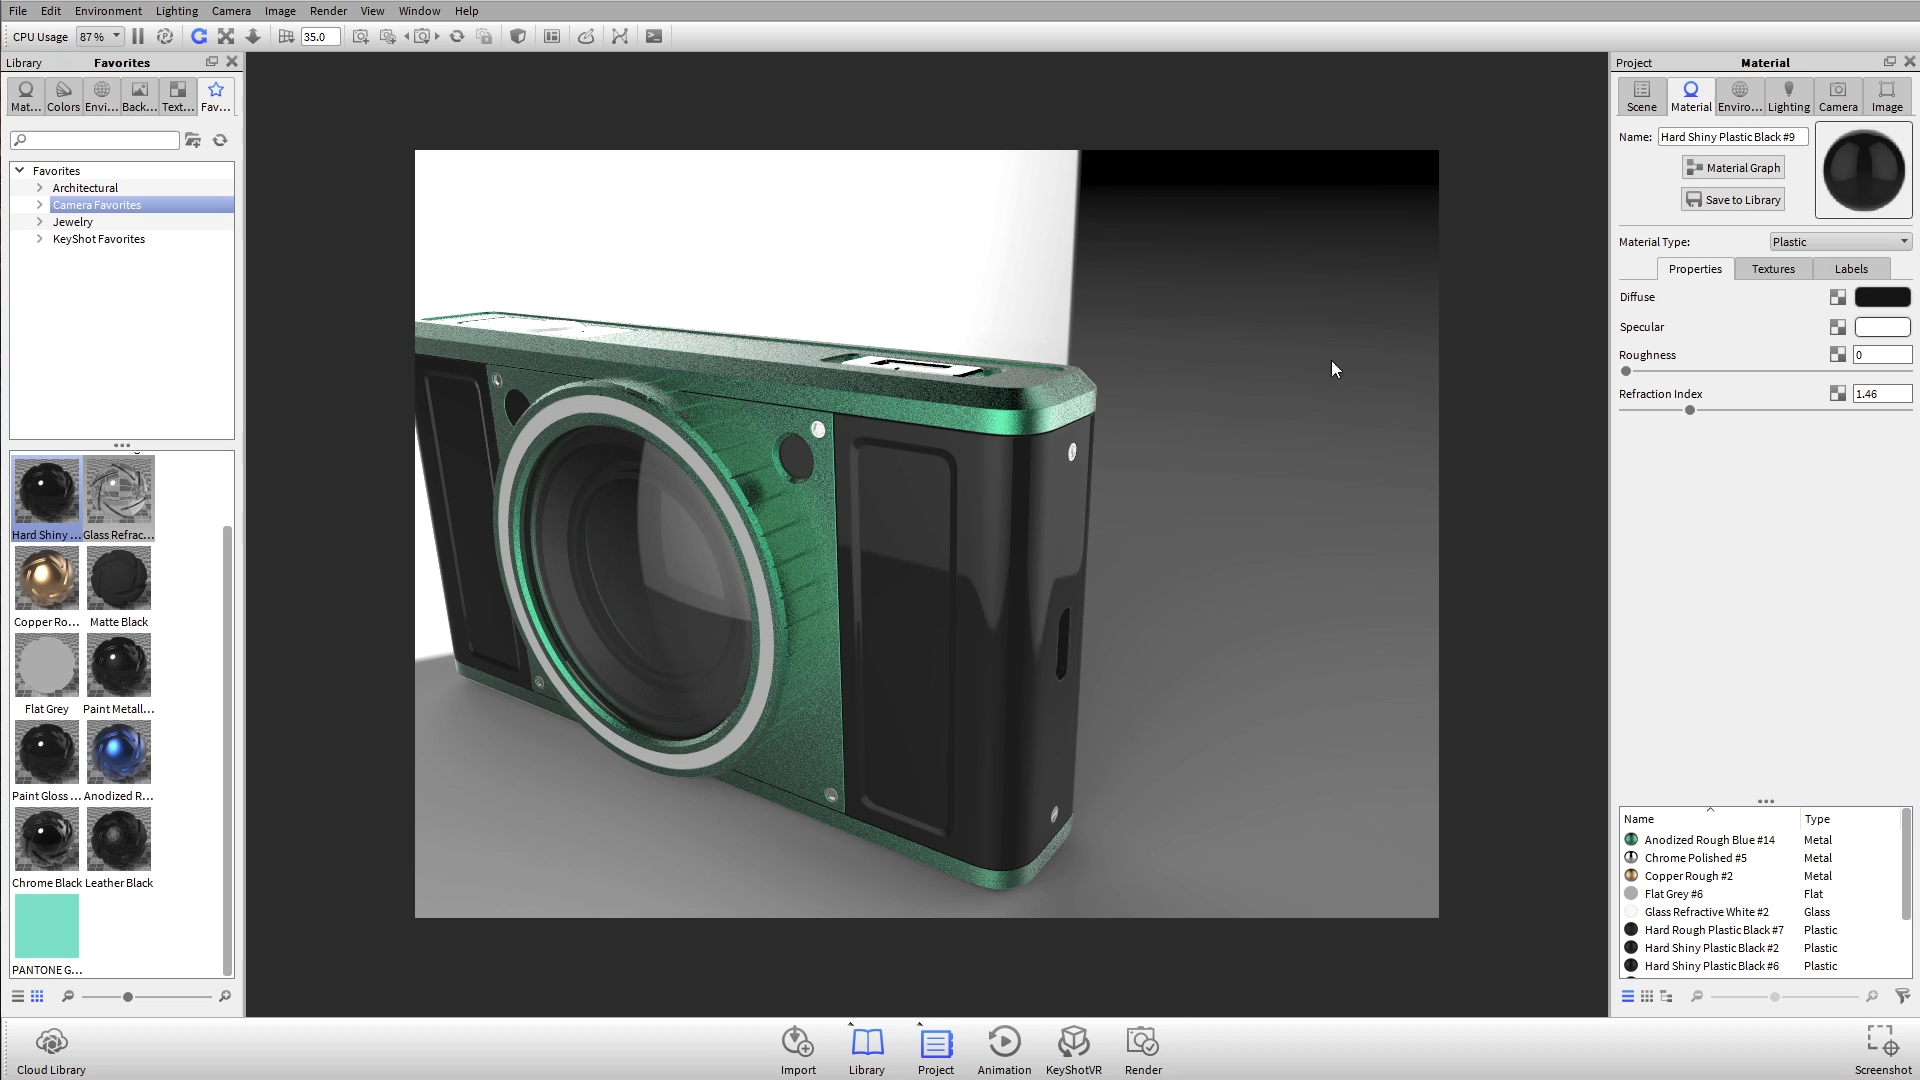 File Edit Environment Lighting Camera Image Render View Window Help
CPU Usage 87 % 35.0
Library Favorites
Mat... Colors Envi... Back... Text... Fav...
Favorites
Architectural
Camera Favorites
Jewelry
KeyShot Favorites
Hard Shiny ... Glass Refrac...
Copper Ro... Matte Black
Flat Grey Paint Metall...
Paint Gloss ... Anodized R...
Chrome Black Leather Black
PANTONE G...
Project Material
Scene Material Enviro... Lighting Camera Image
Name: Hard Shiny Plastic Black #9
Material Graph
Save to Library
Material Type: Plastic
Properties Textures Labels
Diffuse
Specular
Roughness 0
Refraction Index 1.46
Name Type
Anodized Rough Blue #14 Metal
Chrome Polished #5 Metal
Copper Rough #2 Metal
Flat Grey #6 Flat
Glass Refractive White #2 Glass
Hard Rough Plastic Black #7 Plastic
Hard Shiny Plastic Black #2 Plastic
Hard Shiny Plastic Black #6 Plastic
Cloud Library Import Library Project Animation KeyShotVR Render Screenshot